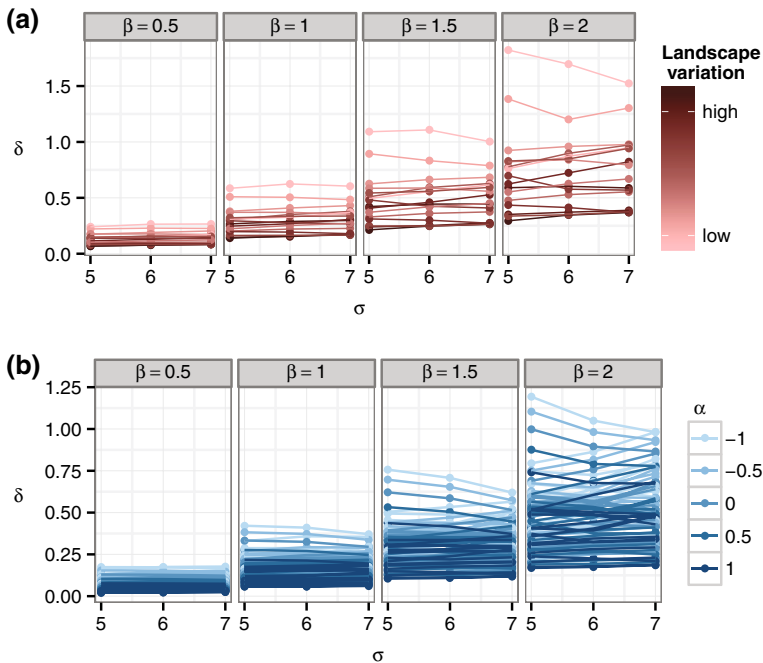 (a)
β = 0.5
β = 1
β = 1.5
β = 2
1.5
1.0
0.5
0.0
δ
5 6 7
5 6 7
5 6 7
5 6 7
σ
Landscape
variation
high
low
(b)
β = 0.5
β = 1
β = 1.5
β = 2
1.25
1.00
0.75
0.50
0.25
0.00
δ
5 6 7
5 6 7
5 6 7
5 6 7
σ
α
−1
−0.5
0
0.5
1